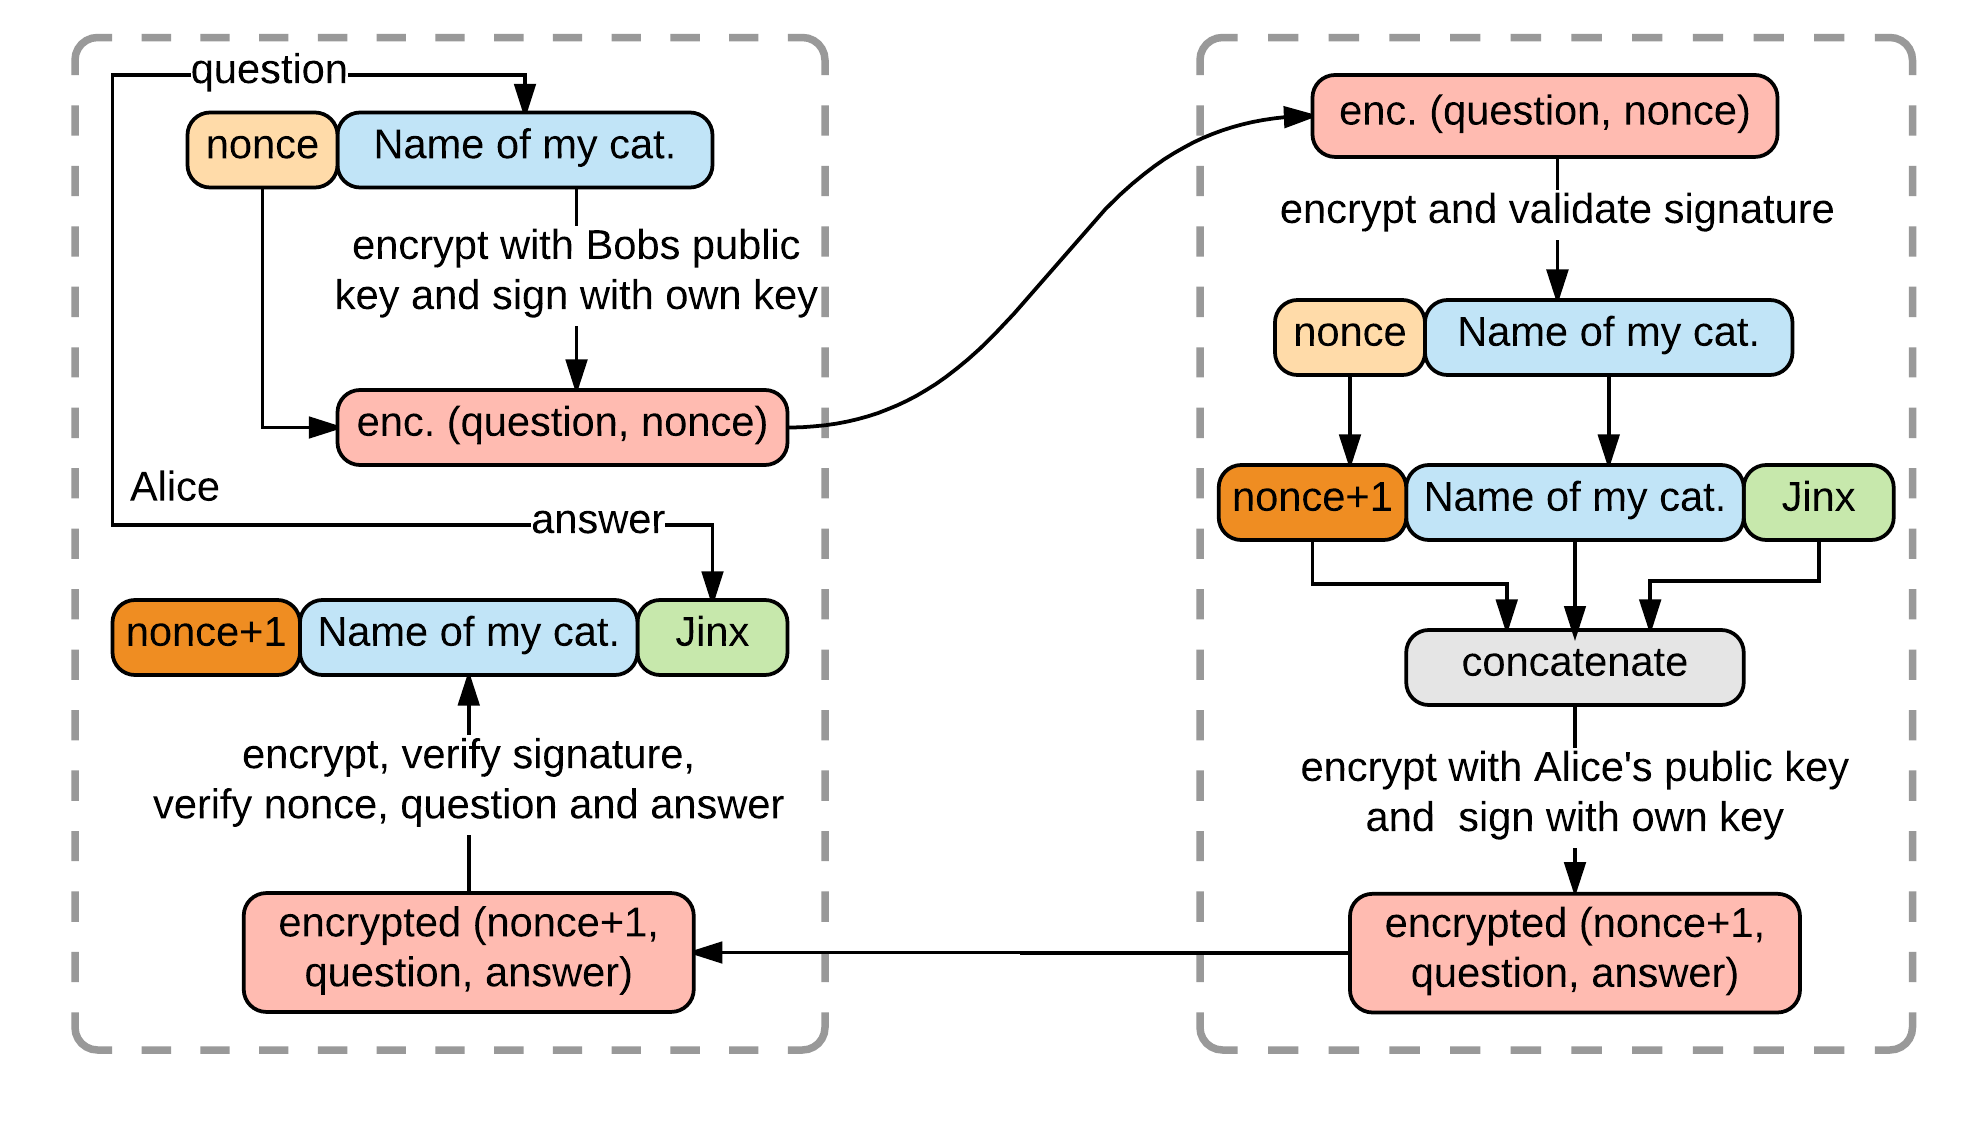 question
nonce
Name of my cat.
encrypt with Bobs public
key and sign with own key
enc. (question, nonce)
Alice
answer
nonce+1
Name of my cat.
Jinx
encrypt, verify signature,
verify nonce, question and answer
encrypted (nonce+1,
question, answer)
enc. (question, nonce)
encrypt and validate signature
nonce
Name of my cat.
nonce+1
Name of my cat.
Jinx
concatenate
encrypt with Alice's public key
and  sign with own key
encrypted (nonce+1,
question, answer)